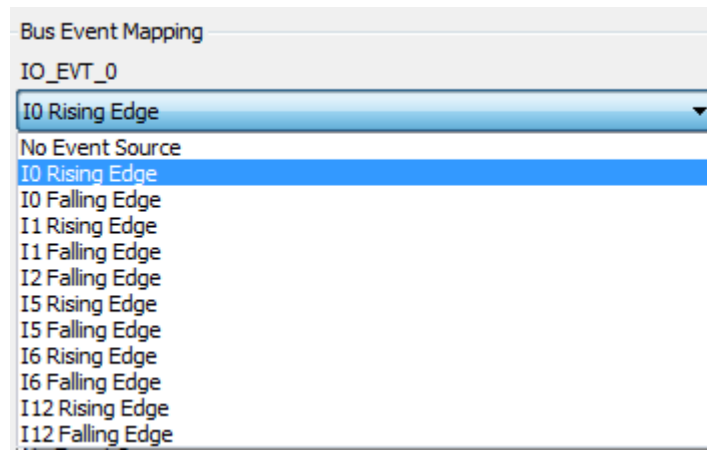 Bus Event Mapping
IO_EVT_0
I0 Rising Edge
No Event Source
I0 Rising Edge
I0 Falling Edge
I1 Rising Edge
I1 Falling Edge
I2 Falling Edge
I5 Rising Edge
I5 Falling Edge
I6 Rising Edge
I6 Falling Edge
I12 Rising Edge
I12 Falling Edge